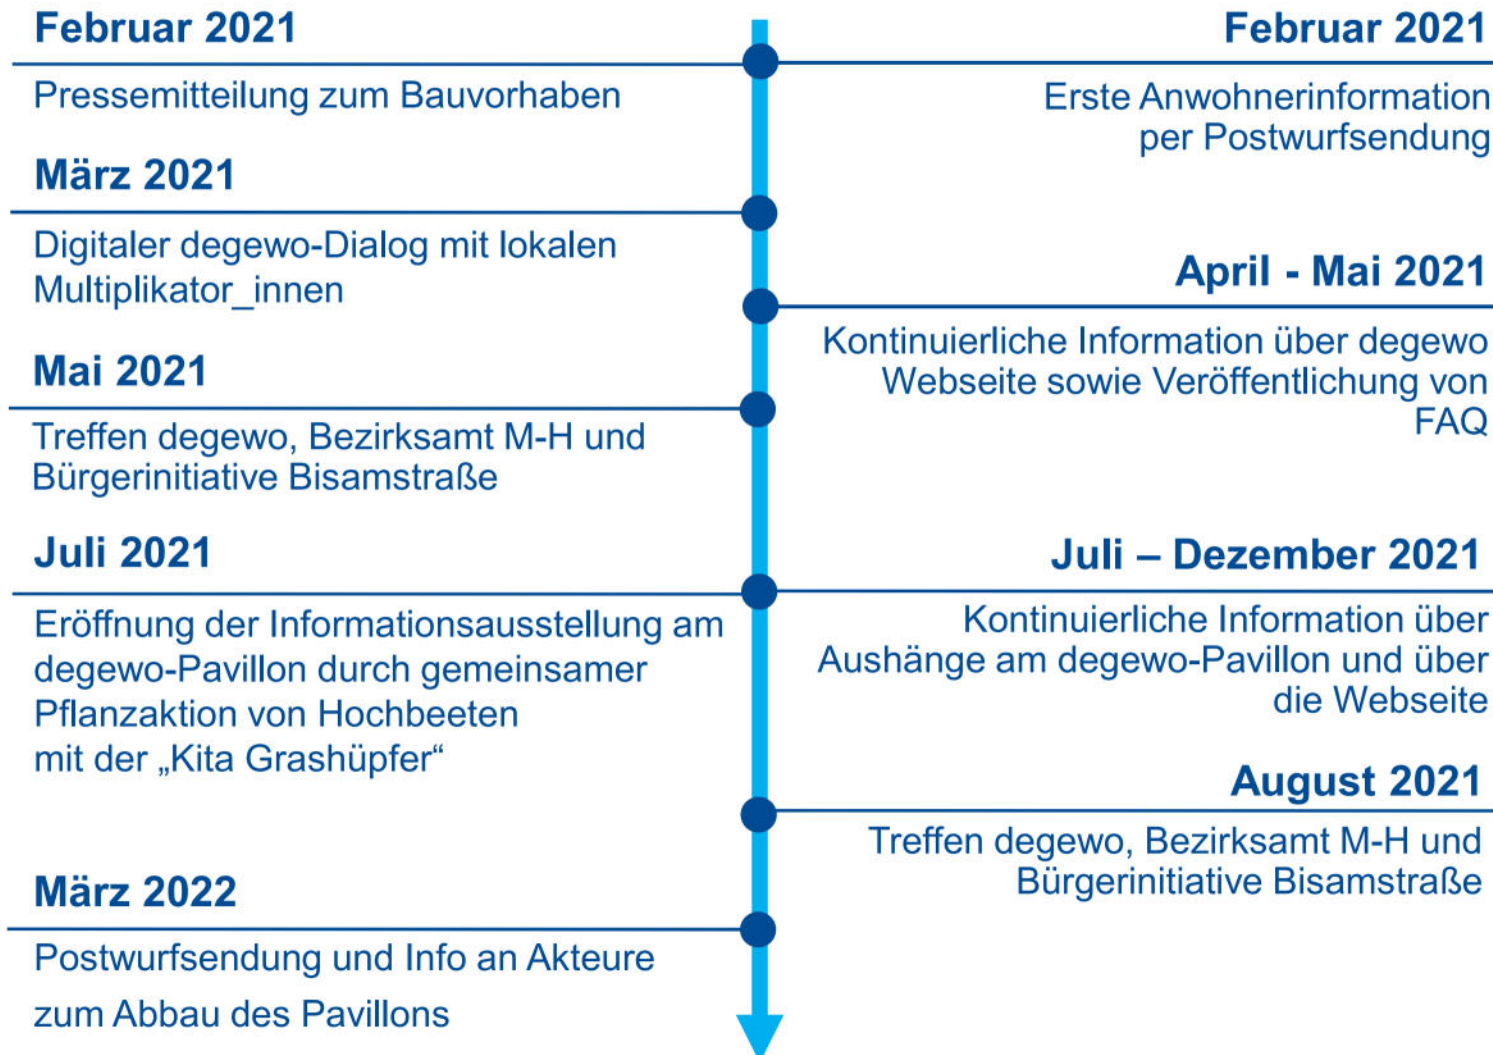 Februar 2021
Pressemitteilung zum Bauvorhaben
Februar 2021
Erste Anwohnerinformation
per Postwurfsendung
März 2021
Digitaler degewo-Dialog mit lokalen
Multiplikator_innen
April - Mai 2021
Kontinuierliche Information über degewo
Webseite sowie Veröffentlichung von
FAQ
Mai 2021
Treffen degewo, Bezirksamt M-H und
Bürgerinitiative Bisamstraße
Juli 2021
Eröffnung der Informationsausstellung am
degewo-Pavillon durch gemeinsamer
Pflanzaktion von Hochbeeten
mit der „Kita Grashüpfer“
Juli – Dezember 2021
Kontinuierliche Information über
Aushänge am degewo-Pavillon und über
die Webseite
August 2021
Treffen degewo, Bezirksamt M-H und
Bürgerinitiative Bisamstraße
März 2022
Postwurfsendung und Info an Akteure
zum Abbau des Pavillons